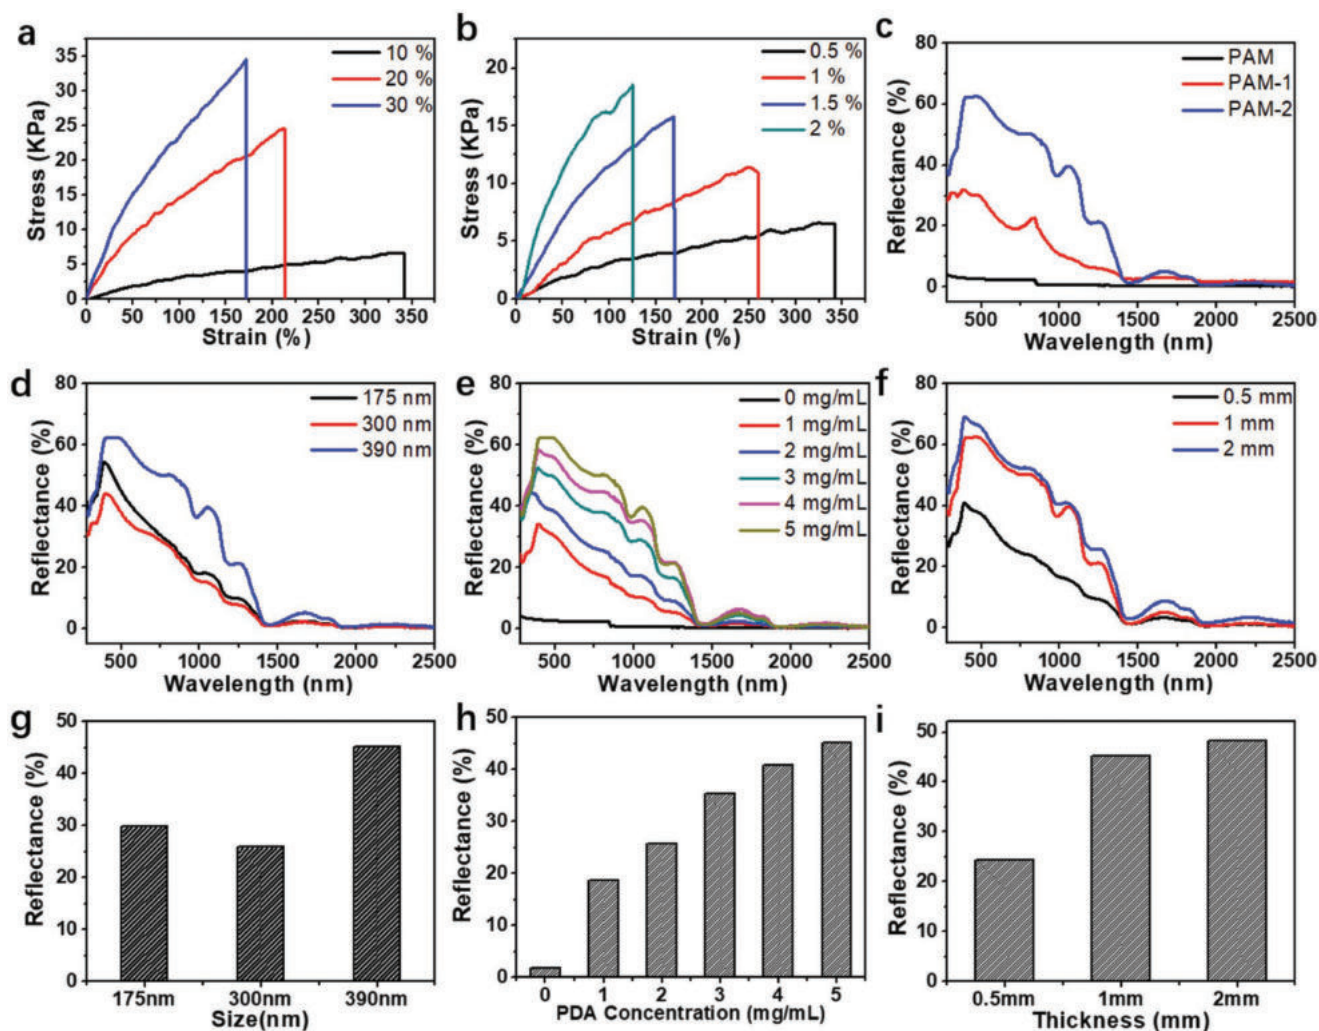 a
35
30
25
20
15
10
5
0
Stress (KPa)
10 %
20 %
30 %
0 50 100 150 200 250 300 350
Strain (%)
b
20
15
10
5
0
Stress (KPa)
0.5 %
1 %
1.5 %
2 %
0 50 100 150 200 250 300 350
Strain (%)
c
80
60
40
20
0
Reflectance (%)
PAM
PAM-1
PAM-2
500 1000 1500 2000 2500
Wavelength (nm)
d
80
60
40
20
0
Reflectance (%)
175 nm
300 nm
390 nm
500 1000 1500 2000 2500
Wavelength (nm)
e
80
60
40
20
0
Reflectance (%)
0 mg/mL
1 mg/mL
2 mg/mL
3 mg/mL
4 mg/mL
5 mg/mL
500 1000 1500 2000 2500
Wavelength (nm)
f
80
60
40
20
0
Reflectance (%)
0.5 mm
1 mm
2 mm
500 1000 1500 2000 2500
Wavelength (nm)
g
50
40
30
20
10
0
Reflectance (%)
175nm 300nm 390nm
Size(nm)
h
50
40
30
20
10
0
Reflectance (%)
0 1 2 3 4 5
PDA Concentration (mg/mL)
i
50
40
30
20
10
0
Reflectance (%)
0.5mm 1mm 2mm
Thickness (mm)